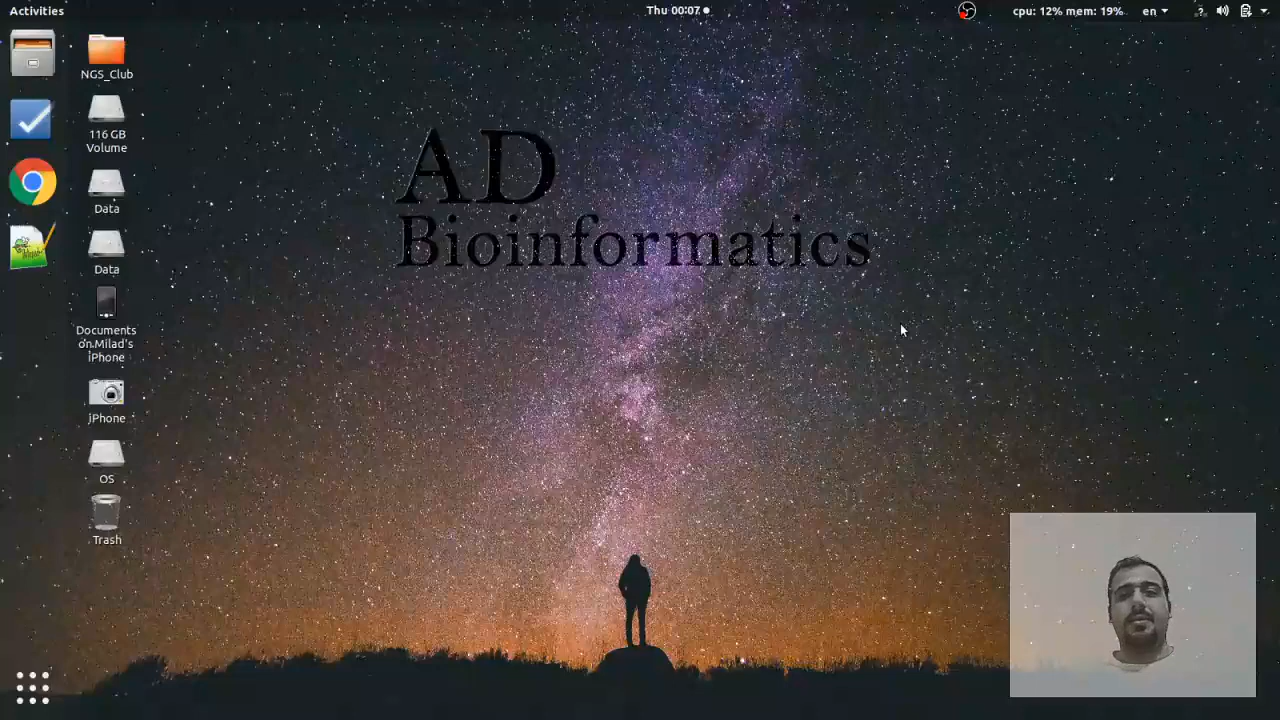 Activities
Thu 00:07
cpu: 12% mem: 19%
en
NGS_Club
116 GB
Volume
Data
Data
Documents
on Milad's
iPhone
iPhone
OS
Trash
AD
Bioinformatics